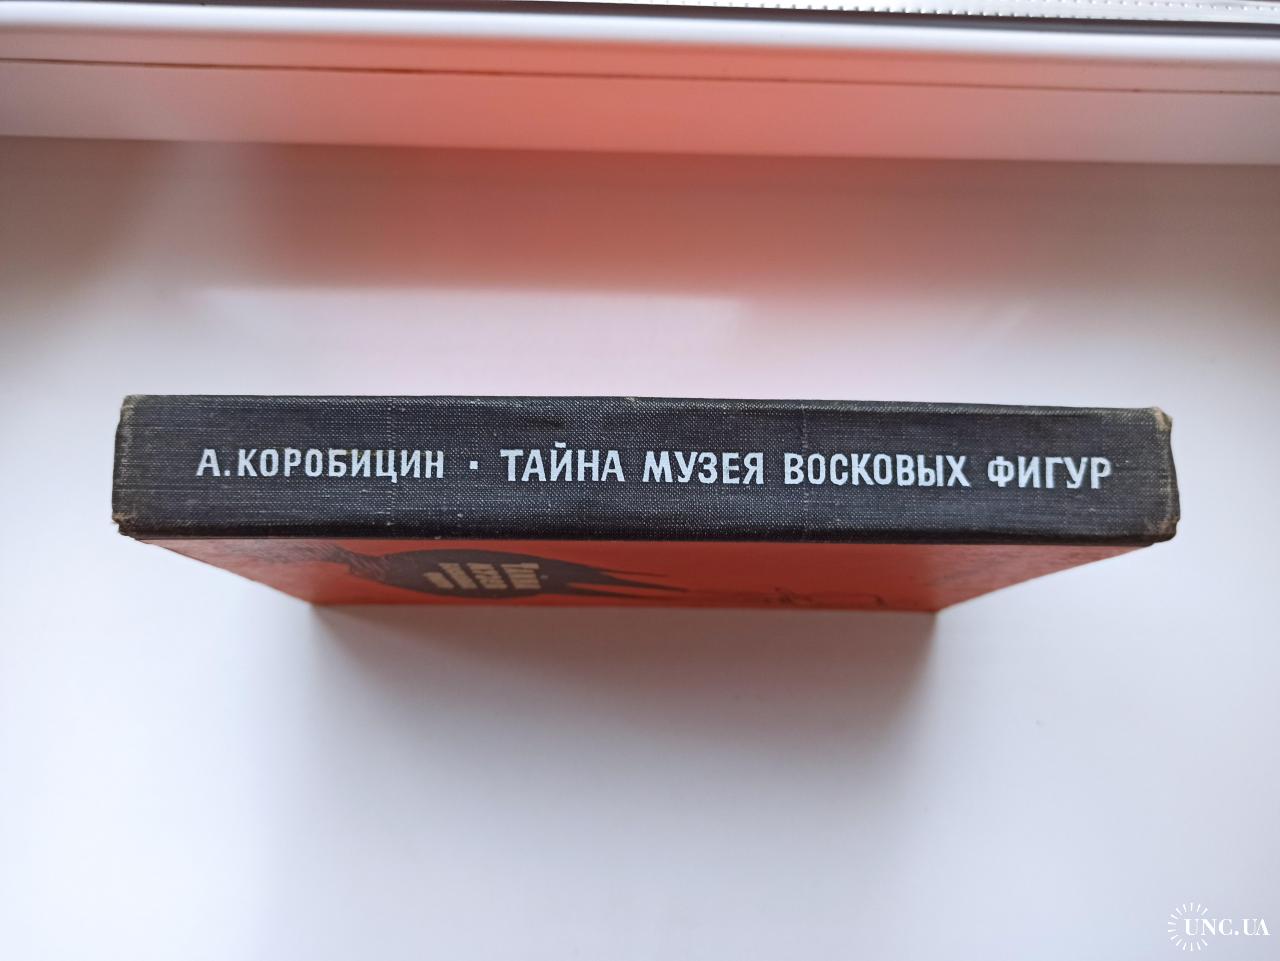 А. КОРОБИЦИН · ТАЙНА МУЗЕЯ ВОСКОВЫХ ФИГУР
UNC.UA